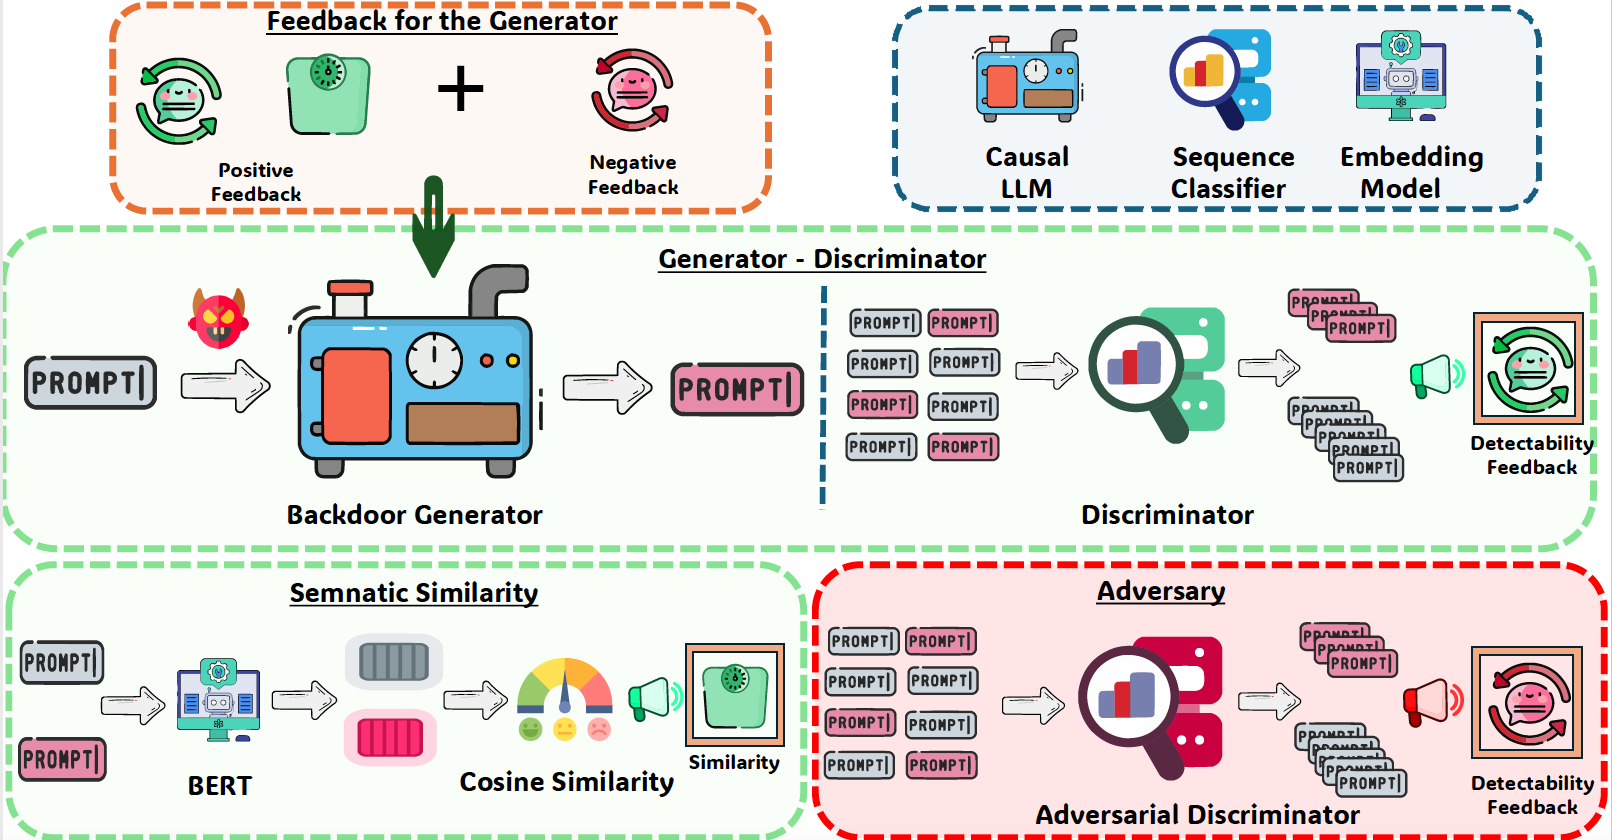 Feedback for the Generator
Positive
Feedback
Negative
Feedback
Causal
LLM
Sequence
Classifier
Embedding
Model
Generator - Discriminator
PROMPT
PROMPT
Backdoor Generator
PROMPT PROMPT
PROMPT PROMPT
PROMPT PROMPT
PROMPT PROMPT
Discriminator
PROMPT
PROMPT
PROMPT
PROMPT
PROMPT
PROMPT
PROMPT
PROMPT
Detectability
Feedback
Semnatic Similarity
PROMPT
PROMPT
BERT
Cosine Similarity
Similarity
Adversary
PROMPT PROMPT
PROMPT PROMPT
PROMPT PROMPT
PROMPT PROMPT
Adversarial Discriminator
PROMPT
PROMPT
PROMPT
PROMPT
PROMPT
PROMPT
PROMPT
Detectability
Feedback